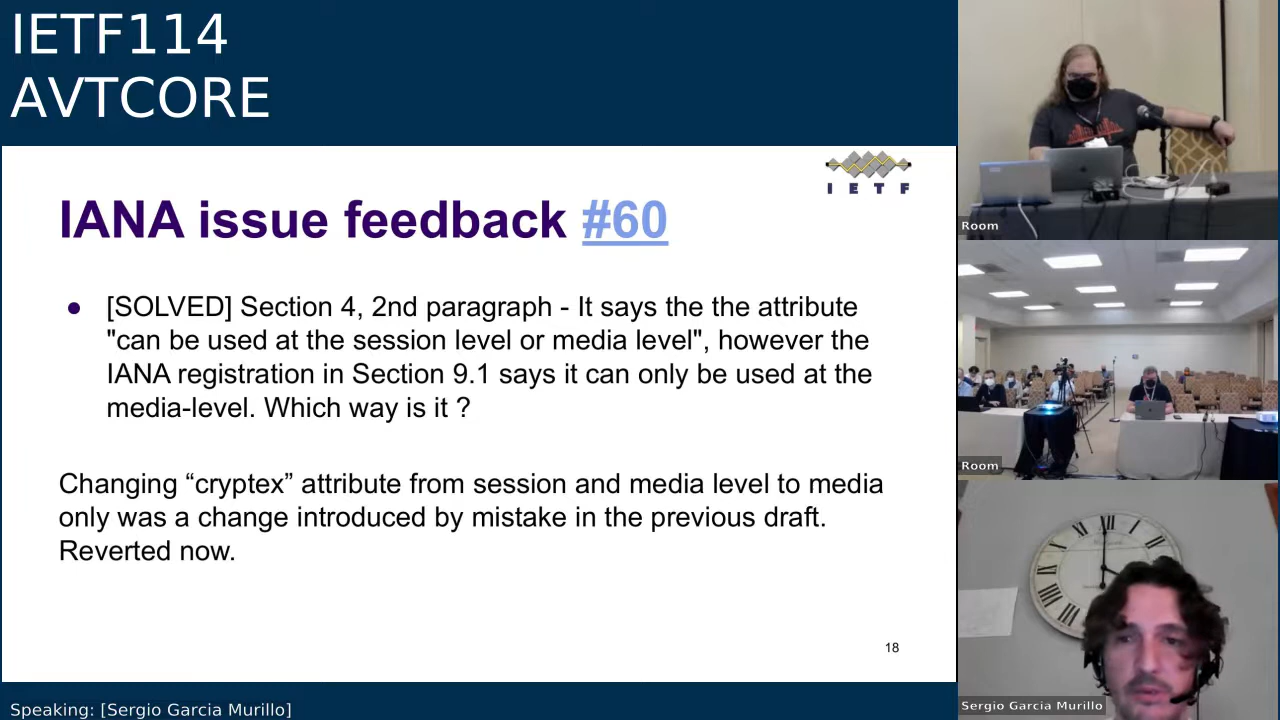 IETF114
AVTCORE
I E T F
IANA issue feedback #60
● [SOLVED] Section 4, 2nd paragraph - It says the the attribute
"can be used at the session level or media level", however the
IANA registration in Section 9.1 says it can only be used at the
media-level. Which way is it ?
Changing “cryptex” attribute from session and media level to media
only was a change introduced by mistake in the previous draft.
Reverted now.
18
Speaking: [Sergio Garcia Murillo]
Room
Room
Sergio Garcia Murillo